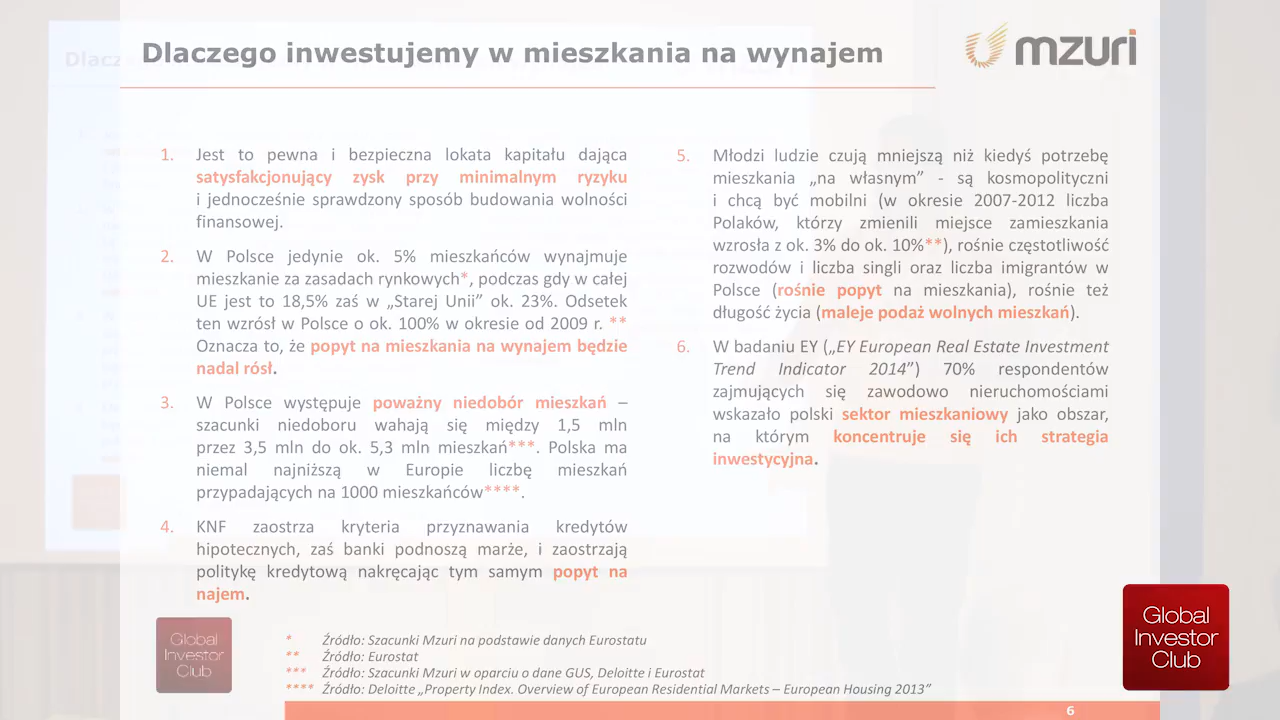 Dlaczego inwestujemy w mieszkania na wynajem
mzuri
1. Jest to pewna i bezpieczna lokata kapitału dająca
satysfakcjonujący zysk przy minimalnym ryzyku
i jednocześnie sprawdzony sposób budowania wolności
finansowej.
2. W Polsce jedynie ok. 5% mieszkańców wynajmuje
mieszkanie za zasadach rynkowych*, podczas gdy w całej
UE jest to 18,5% zaś w „Starej Unii” ok. 23%. Odsetek
ten wzrósł w Polsce o ok. 100% w okresie od 2009 r. **
Oznacza to, że popyt na mieszkania na wynajem będzie
nadal rósł.
3. W Polsce występuje poważny niedobór mieszkań –
szacunki niedoboru wahają się między 1,5 mln
przez 3,5 mln do ok. 5,3 mln mieszkań***. Polska ma
niemal najniższą w Europie liczbę mieszkań
przypadających na 1000 mieszkańców****.
4. KNF zaostrza kryteria przyznawania kredytów
hipotecznych, zaś banki podnoszą marże, i zaostrzają
politykę kredytową nakręcając tym samym popyt na
najem.
5. Młodzi ludzie czują mniejszą niż kiedyś potrzebę
mieszkania „na własnym” - są kosmopolityczni
i chcą być mobilni (w okresie 2007-2012 liczba
Polaków, którzy zmienili miejsce zamieszkania
wzrosła z ok. 3% do ok. 10%**), rośnie częstotliwość
rozwodów i liczba singli oraz liczba imigrantów w
Polsce (rośnie popyt na mieszkania), rośnie też
długość życia (maleje podaż wolnych mieszkań).
6. W badaniu EY („EY European Real Estate Investment
Trend Indicator 2014”) 70% respondentów
zajmujących się zawodowo nieruchomościami
wskazało polski sektor mieszkaniowy jako obszar,
na którym koncentruje się ich strategia
inwestycyjna.
Global
Investor
Club
* Źródło: Szacunki Mzuri na podstawie danych Eurostatu
** Źródło: Eurostat
*** Źródło: Szacunki Mzuri w oparciu o dane GUS, Deloitte i Eurostat
**** Źródło: Deloitte „Property Index. Overview of European Residential Markets – European Housing 2013”
6
Global
Investor
Club